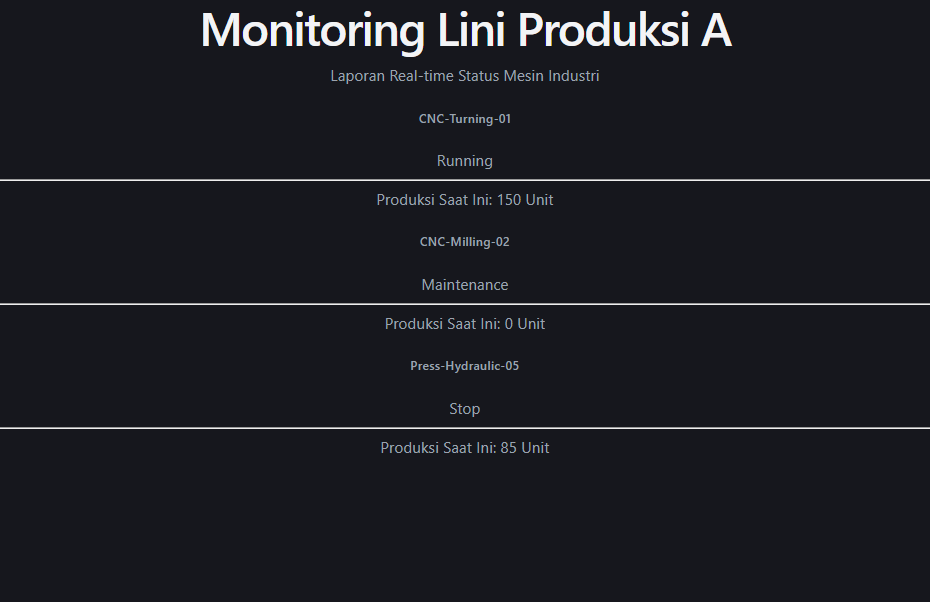 Monitoring Lini Produksi A
Laporan Real-time Status Mesin Industri
CNC-Turning-01
Running
Produksi Saat Ini: 150 Unit
CNC-Milling-02
Maintenance
Produksi Saat Ini: 0 Unit
Press-Hydraulic-05
Stop
Produksi Saat Ini: 85 Unit